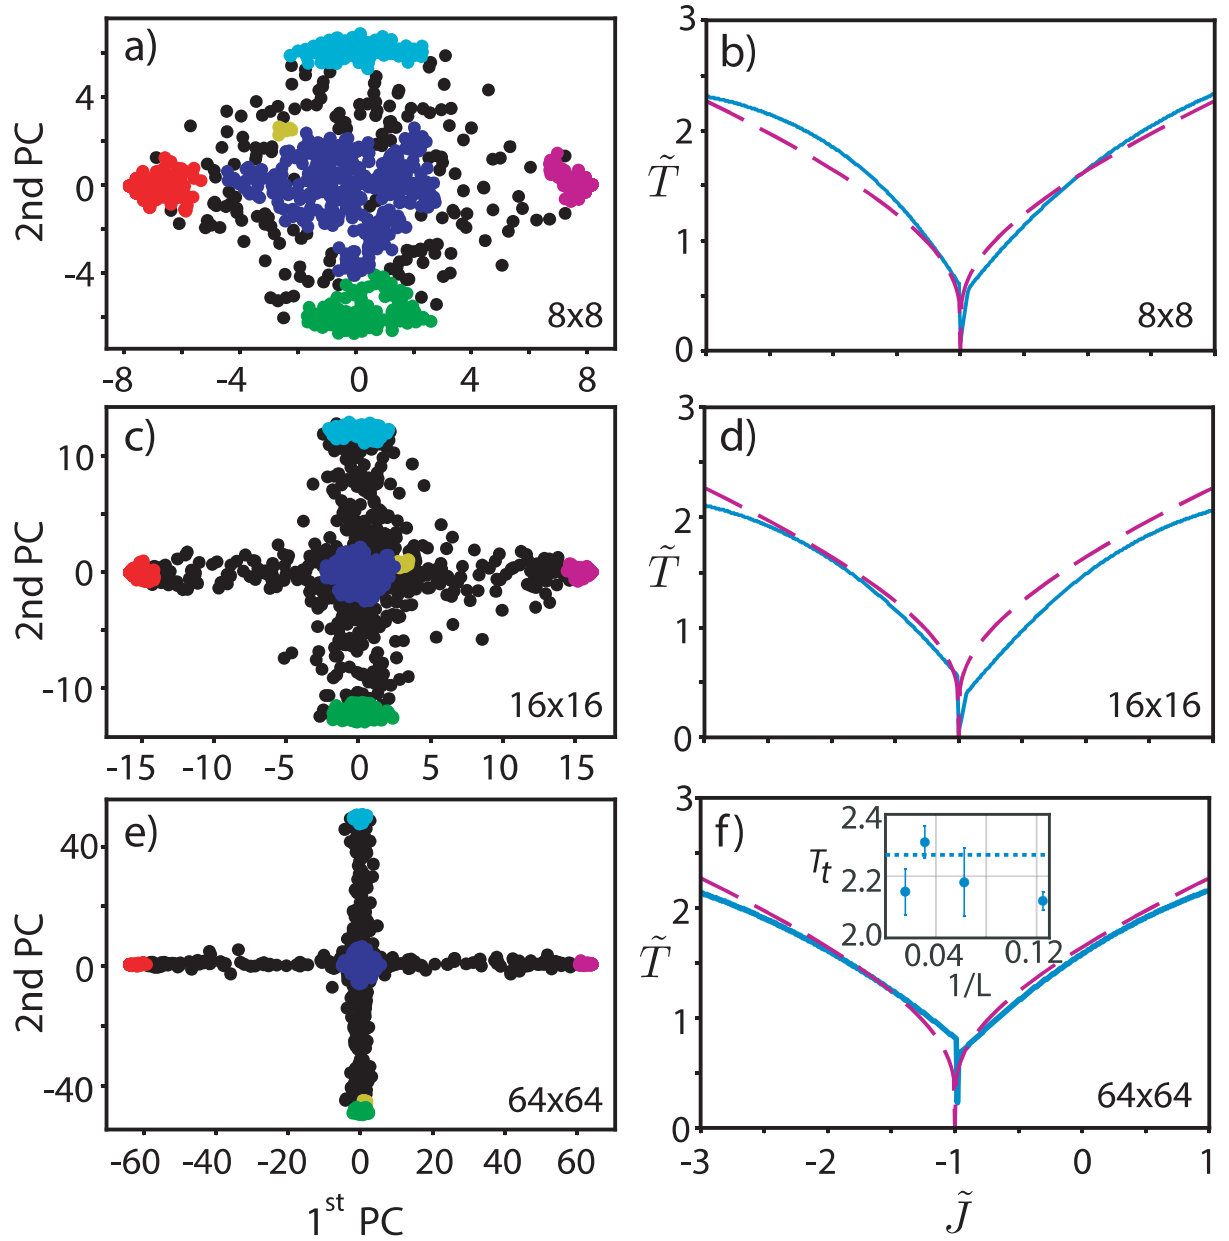 a)
2nd PC
4
0
-4
8x8
-8 -4 0 4 8
b)
3
2
T̃
1
0
8x8
c)
2nd PC
10
0
-10
16x16
-15 -10 -5 0 5 10 15
d)
3
2
T̃
1
0
16x16
e)
2nd PC
40
0
-40
64x64
-60 -40 -20 0 20 40 60
1st PC
f)
3
2
T̃
1
0
2.4
Tt
2.2
2.0
0.04 0.12
1/L
64x64
-3 -1 0 1
J̃